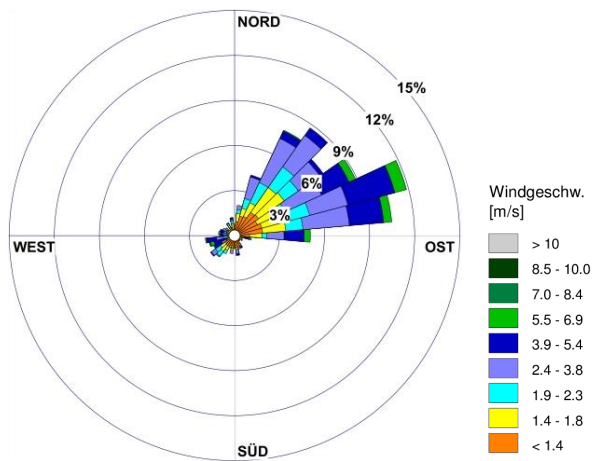 NORD
15%
12%
9%
6%
3%
WEST
OST
SÜD
Windgeschw.
[m/s]
> 10
8.5 - 10.0
7.0 - 8.4
5.5 - 6.9
3.9 - 5.4
2.4 - 3.8
1.9 - 2.3
1.4 - 1.8
< 1.4